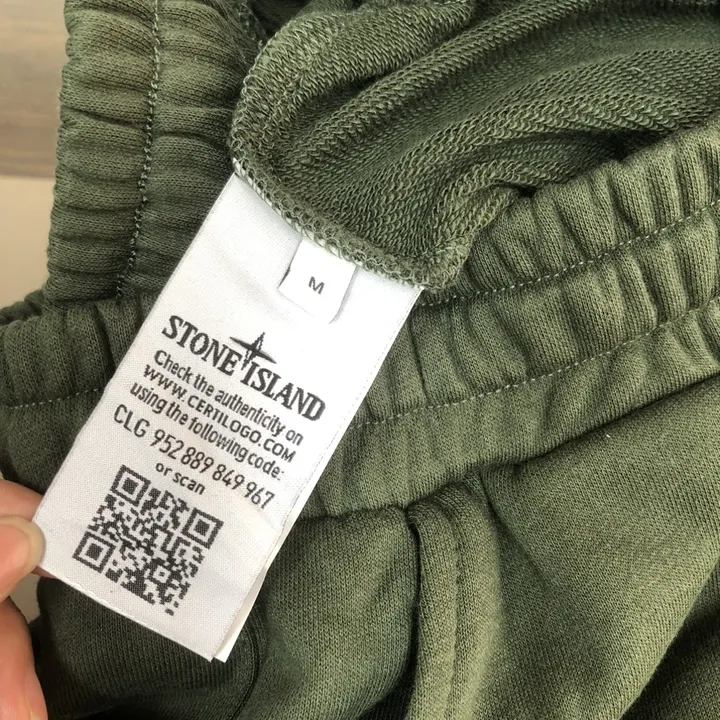 M
STONE ISLAND
Check the authenticity on
WWW.CERTILOGO.COM
using the following code:
CLG 952 889 849 967
or scan